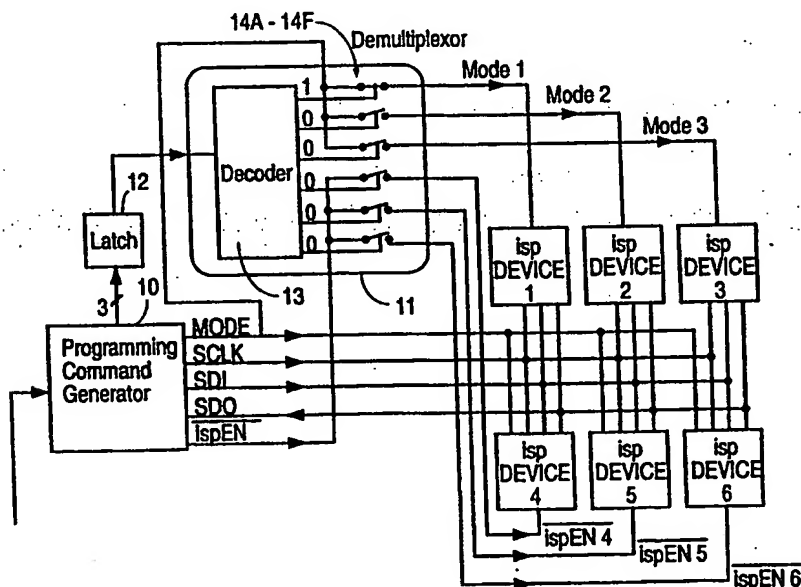 14A - 14F
Demultiplexor
Mode 1
Mode 2
Mode 3
1
0
0
0
0
0
Decoder
12
Latch
13
11
3
10
Programming
Command
Generator
MODE
SCLK
SDI
SDO
ispEN
isp
DEVICE
1
isp
DEVICE
2
isp
DEVICE
3
isp
DEVICE
4
isp
DEVICE
5
isp
DEVICE
6
ispEN 4
ispEN 5
ispEN 6